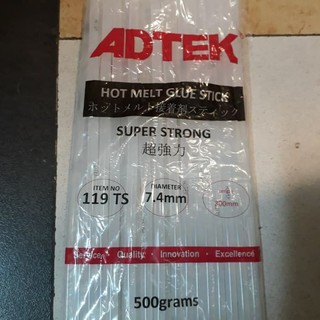 ADTEK
HOT MELT GLUE STICK
ホットメルト接着剤スティック
SUPER STRONG
超強力
ITEM NO
119 TS
DIAMETER
7.4mm
300mm
Service · Quality · Innovation · Excellence
500grams